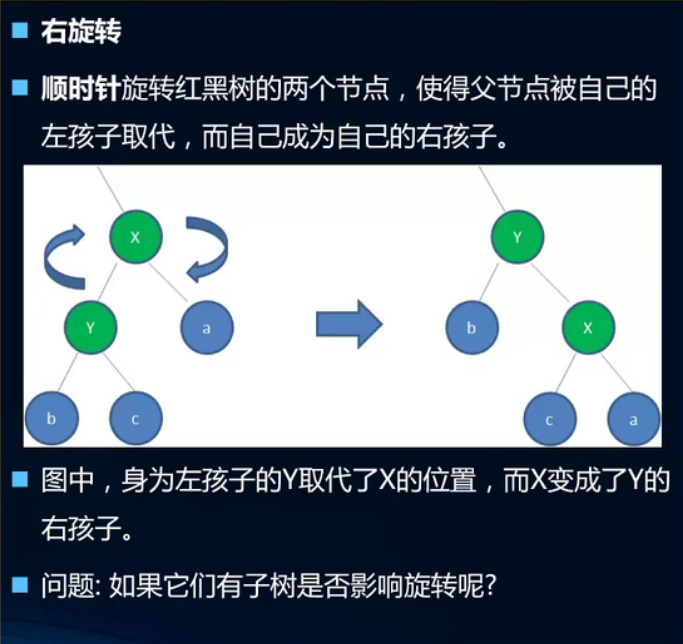 右旋转
顺时针旋转红黑树的两个节点，使得父节点被自己的
左孩子取代，而自己成为自己的右孩子。
X
Y
a
b
c
Y
b
X
c
a
图中，身为左孩子的Y取代了X的位置，而X变成了Y的
右孩子。
问题: 如果它们有子树是否影响旋转呢?